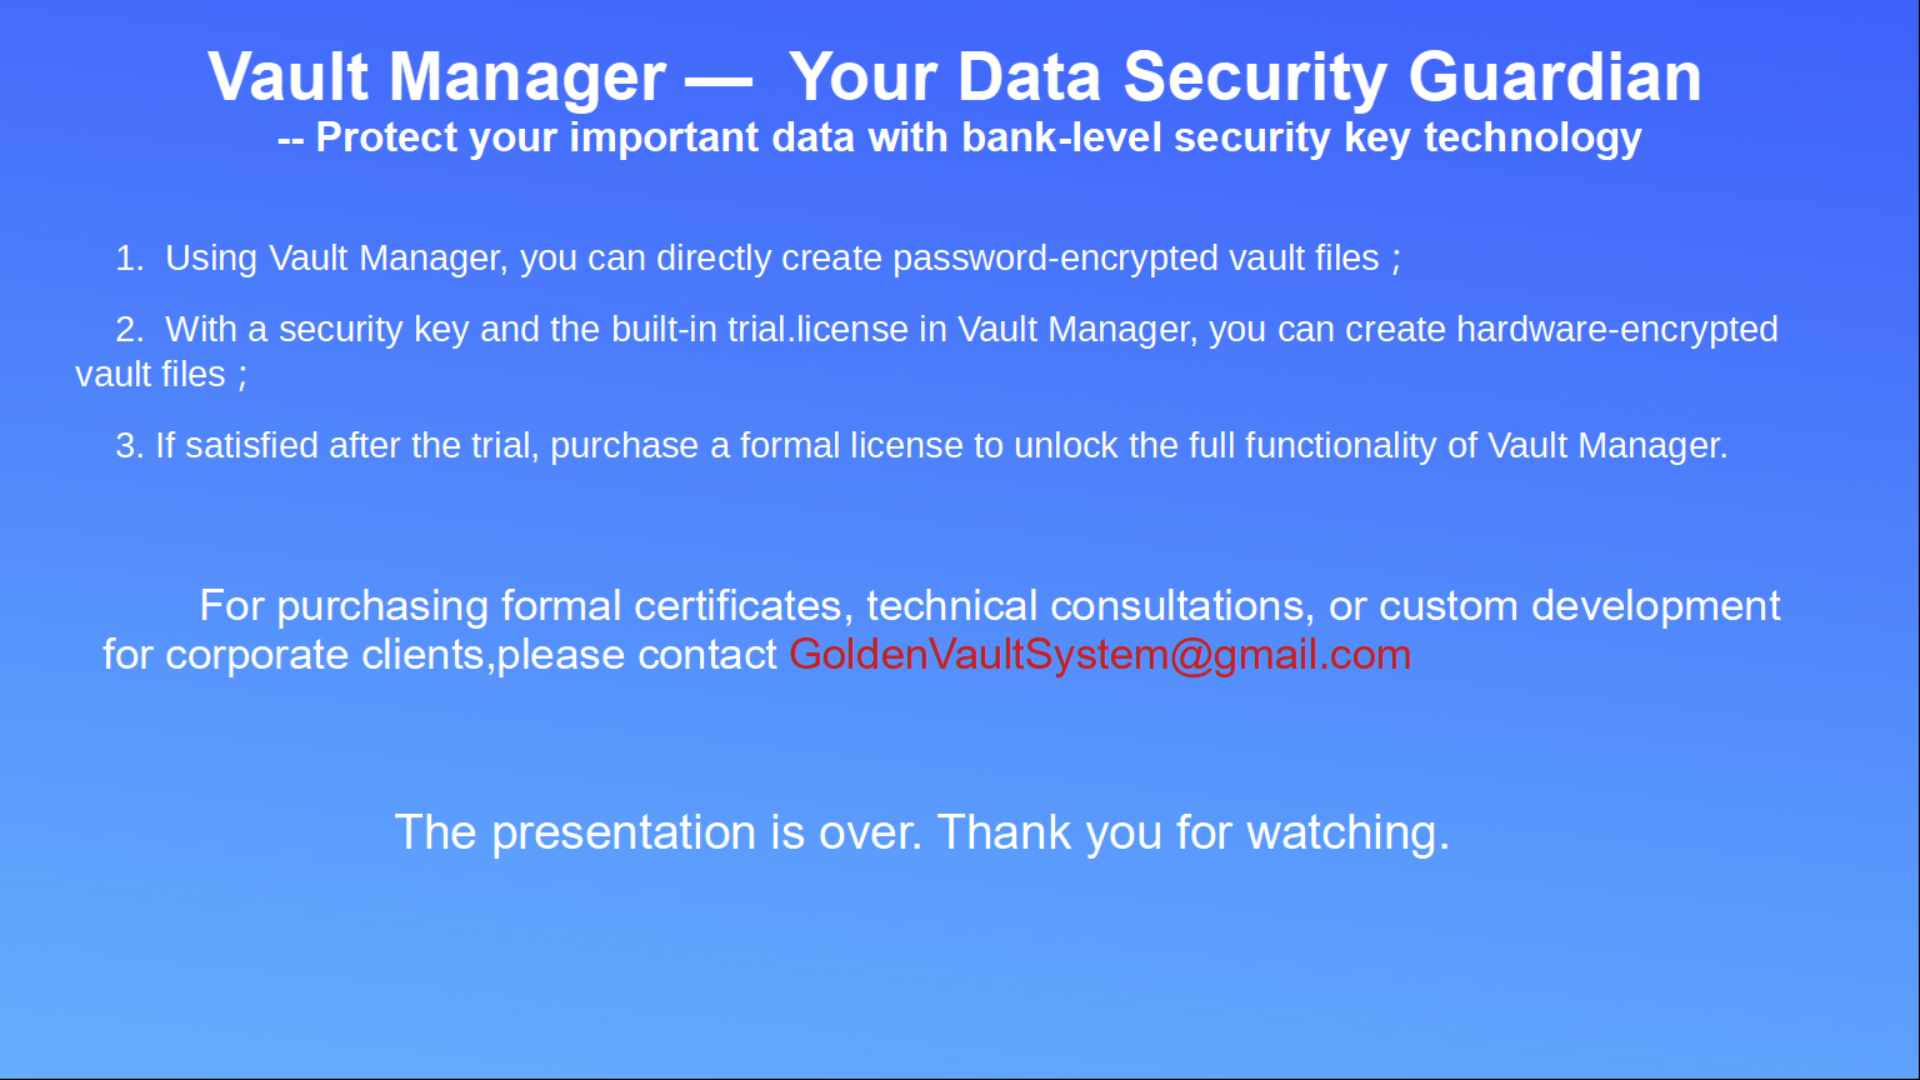 Vault Manager —  Your Data Security Guardian
-- Protect your important data with bank-level security key technology
1.  Using Vault Manager, you can directly create password-encrypted vault files；
2.  With a security key and the built-in trial.license in Vault Manager, you can create hardware-encrypted
vault files；
3. If satisfied after the trial, purchase a formal license to unlock the full functionality of Vault Manager.
For purchasing formal certificates, technical consultations, or custom development
for corporate clients,please contact GoldenVaultSystem@gmail.com
The presentation is over. Thank you for watching.